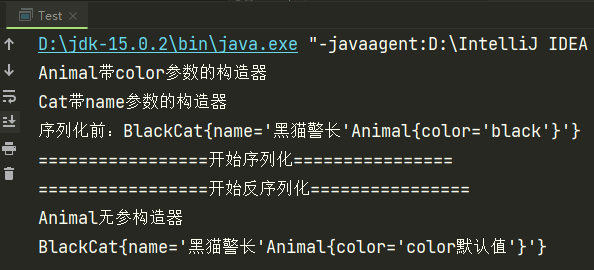 Test
D:\jdk-15.0.2\bin\java.exe "-javaagent:D:\IntelliJ IDEA
Animal带color参数的构造器
Cat带name参数的构造器
序列化前：BlackCat{name='黑猫警长'Animal{color='black'}'}
=================开始序列化================
=================开始反序列化================
Animal无参构造器
BlackCat{name='黑猫警长'Animal{color='color默认值'}'}